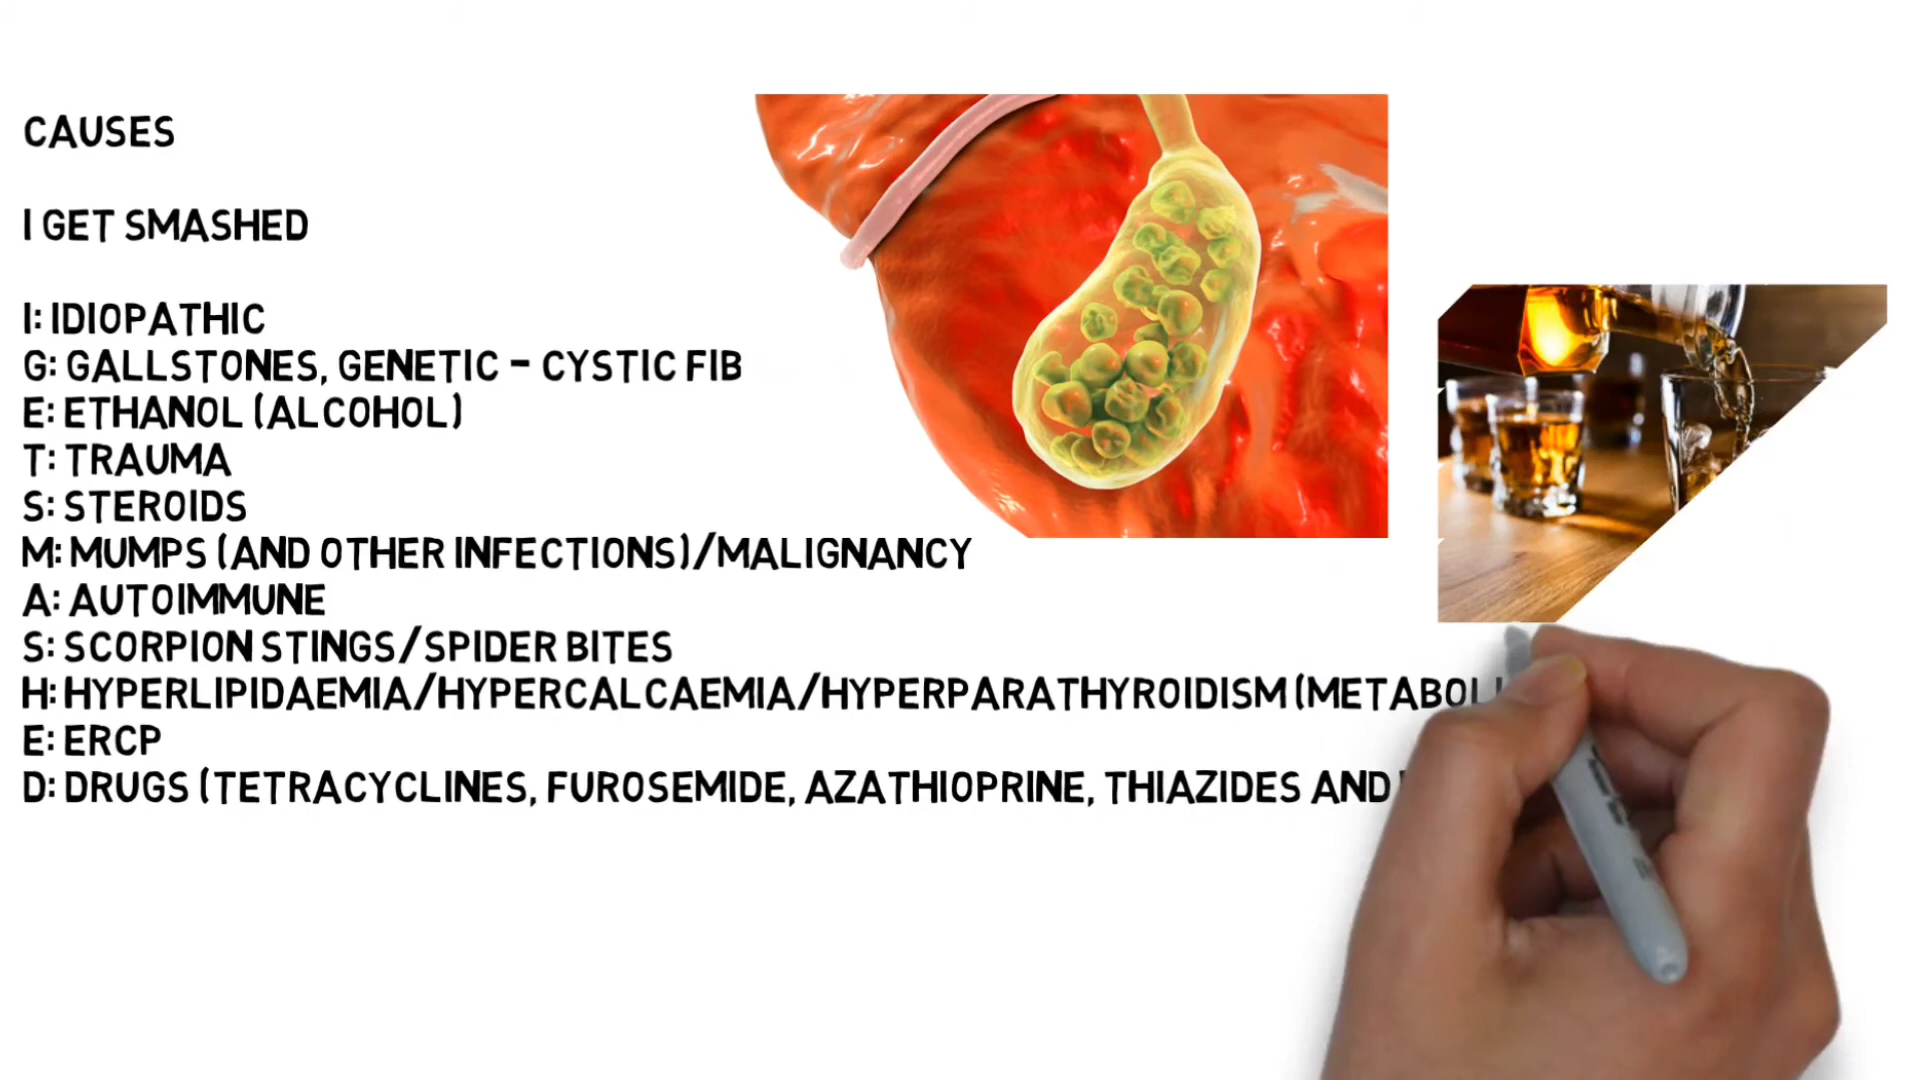 CAUSES
I GET SMASHED
I: IDIOPATHIC
G: GALLSTONES, GENETIC - CYSTIC FIB
E: ETHANOL (ALCOHOL)
T: TRAUMA
S: STEROIDS
M: MUMPS (AND OTHER INFECTIONS)/MALIGNANCY
A: AUTOIMMUNE
S: SCORPION STINGS/SPIDER BITES
H: HYPERLIPIDAEMIA/HYPERCALCAEMIA/HYPERPARATHYROIDISM (METABOLI
E: ERCP
D: DRUGS (TETRACYCLINES, FUROSEMIDE, AZATHIOPRINE, THIAZIDES AND